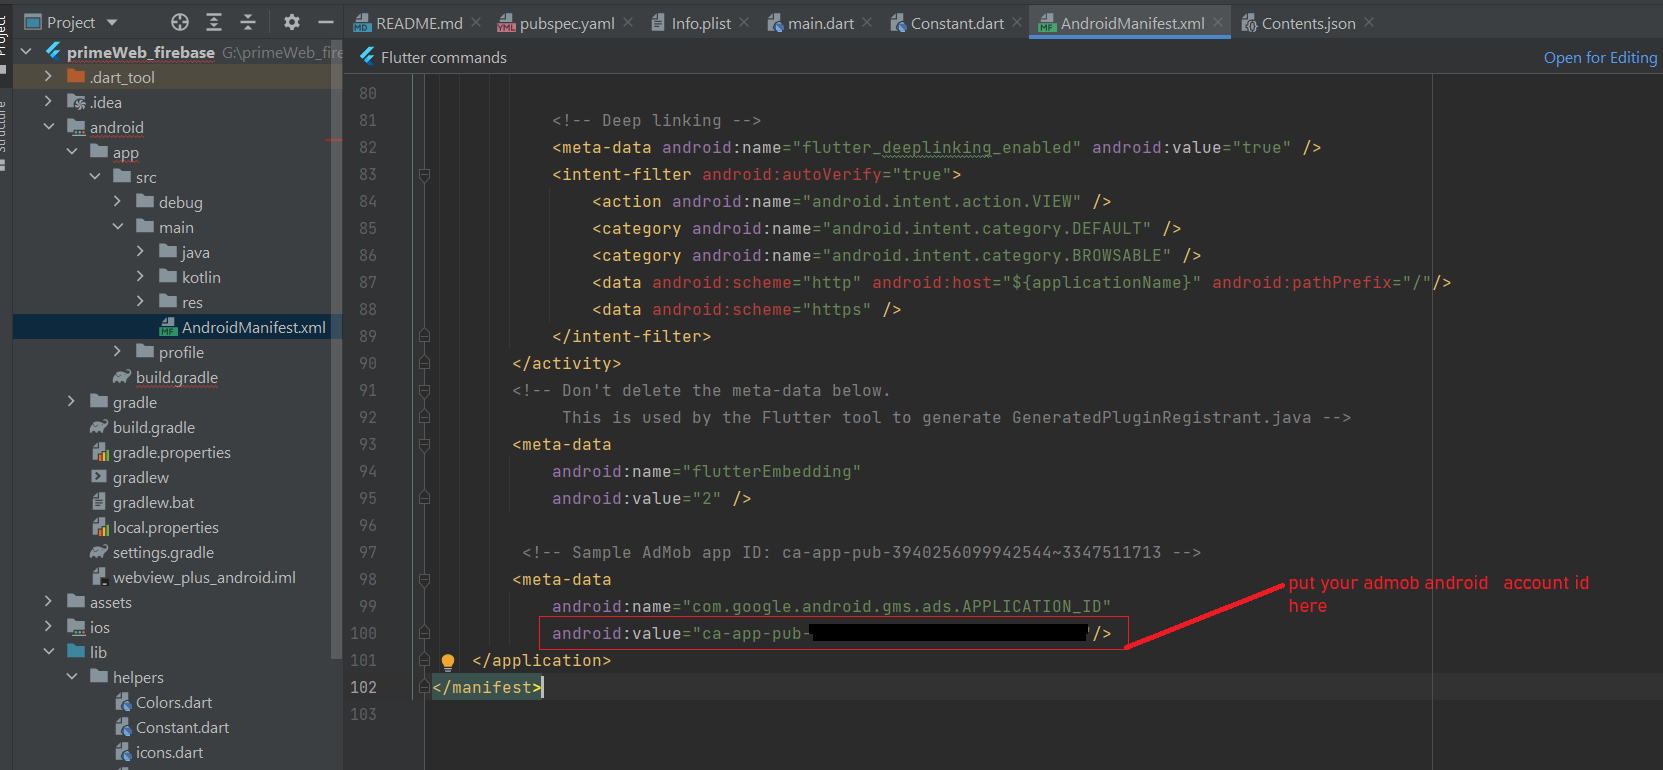 Project
README.md
pubspec.yaml
Info.plist
main.dart
Constant.dart
AndroidManifest.xml
Contents.json
Project
Structure
primeWeb_firebase G:\primeWeb_fire
.dart_tool
.idea
android
app
src
debug
main
java
kotlin
res
AndroidManifest.xml
profile
build.gradle
gradle
build.gradle
gradle.properties
gradlew
gradlew.bat
local.properties
settings.gradle
webview_plus_android.iml
assets
ios
lib
helpers
Colors.dart
Constant.dart
icons.dart
Flutter commands
Open for Editing
80
81 <!-- Deep linking -->
82 <meta-data android:name="flutter_deeplinking_enabled" android:value="true" />
83 <intent-filter android:autoVerify="true">
84 <action android:name="android.intent.action.VIEW" />
85 <category android:name="android.intent.category.DEFAULT" />
86 <category android:name="android.intent.category.BROWSABLE" />
87 <data android:scheme="http" android:host="${applicationName}" android:pathPrefix="/"/>
88 <data android:scheme="https" />
89 </intent-filter>
90 </activity>
91 <!-- Don't delete the meta-data below.
92 This is used by the Flutter tool to generate GeneratedPluginRegistrant.java -->
93 <meta-data
94 android:name="flutterEmbedding"
95 android:value="2" />
96
97 <!-- Sample AdMob app ID: ca-app-pub-3940256099942544~3347511713 -->
98 <meta-data
99 android:name="com.google.android.gms.ads.APPLICATION_ID"
100 android:value="ca-app-pub- "/>
101 </application>
102 </manifest>
103
put your admob android account id
here